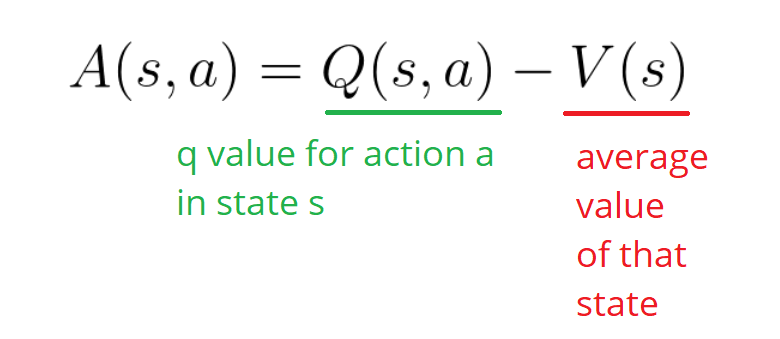 A(s, a) = Q(s, a) − V(s)
q value for action a
in state s
average
value
of that
state